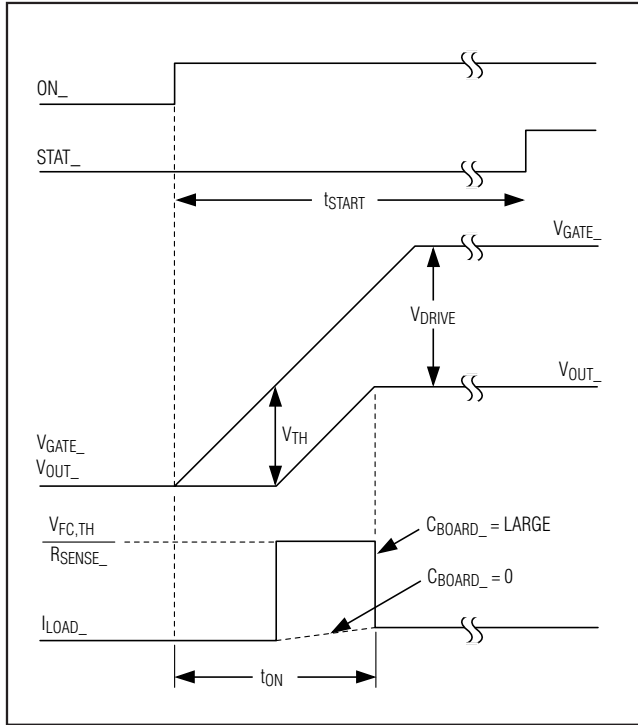 ON_
STAT_
tSTART
VGATE_
VDRIVE
VOUT_
VTH
VGATE_
VOUT_
VFC,TH
RSENSE_
CBOARD_ = LARGE
CBOARD_ = 0
ILOAD_
tON